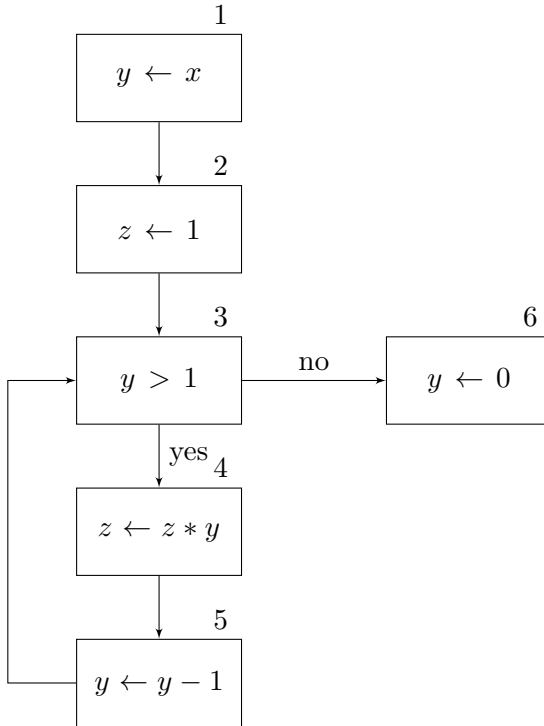 1
y ← x
2
z ← 1
3
y > 1
no
6
y ← 0
yes
4
z ← z * y
5
y ← y − 1